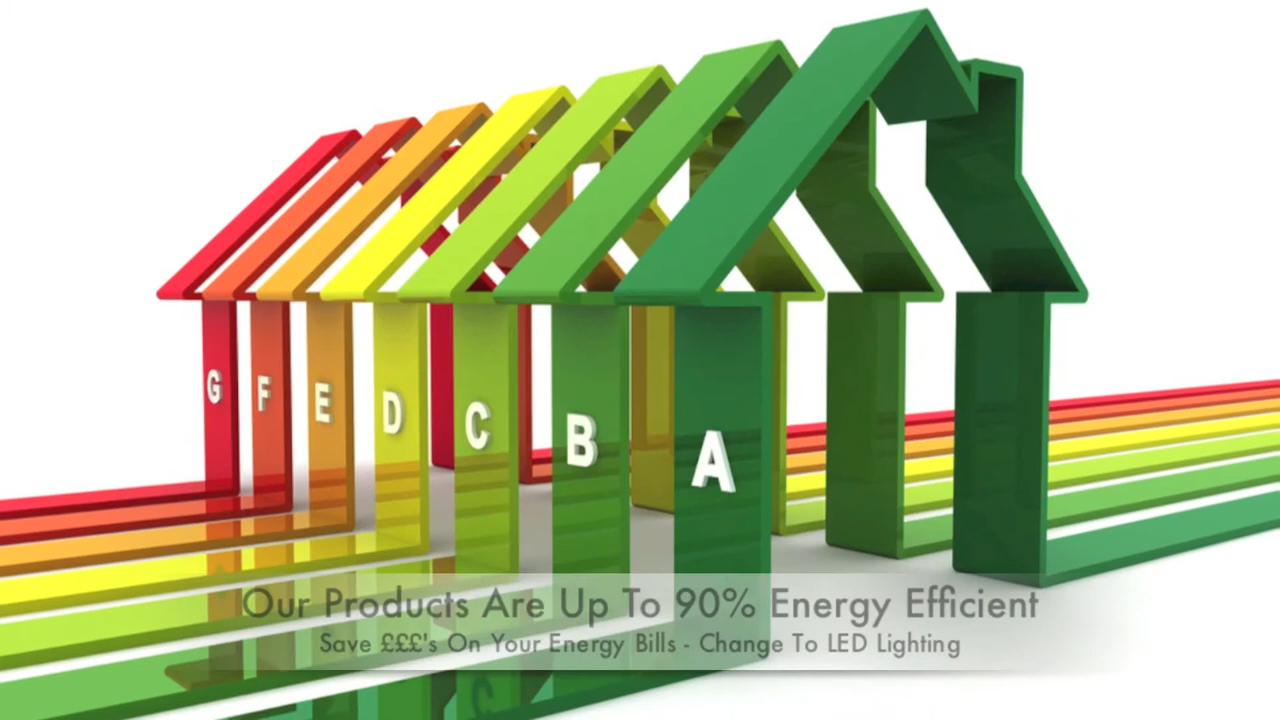 G F E D C B A
Our Products Are Up To 90% Energy Efficient
Save £££'s On Your Energy Bills - Change To LED Lighting